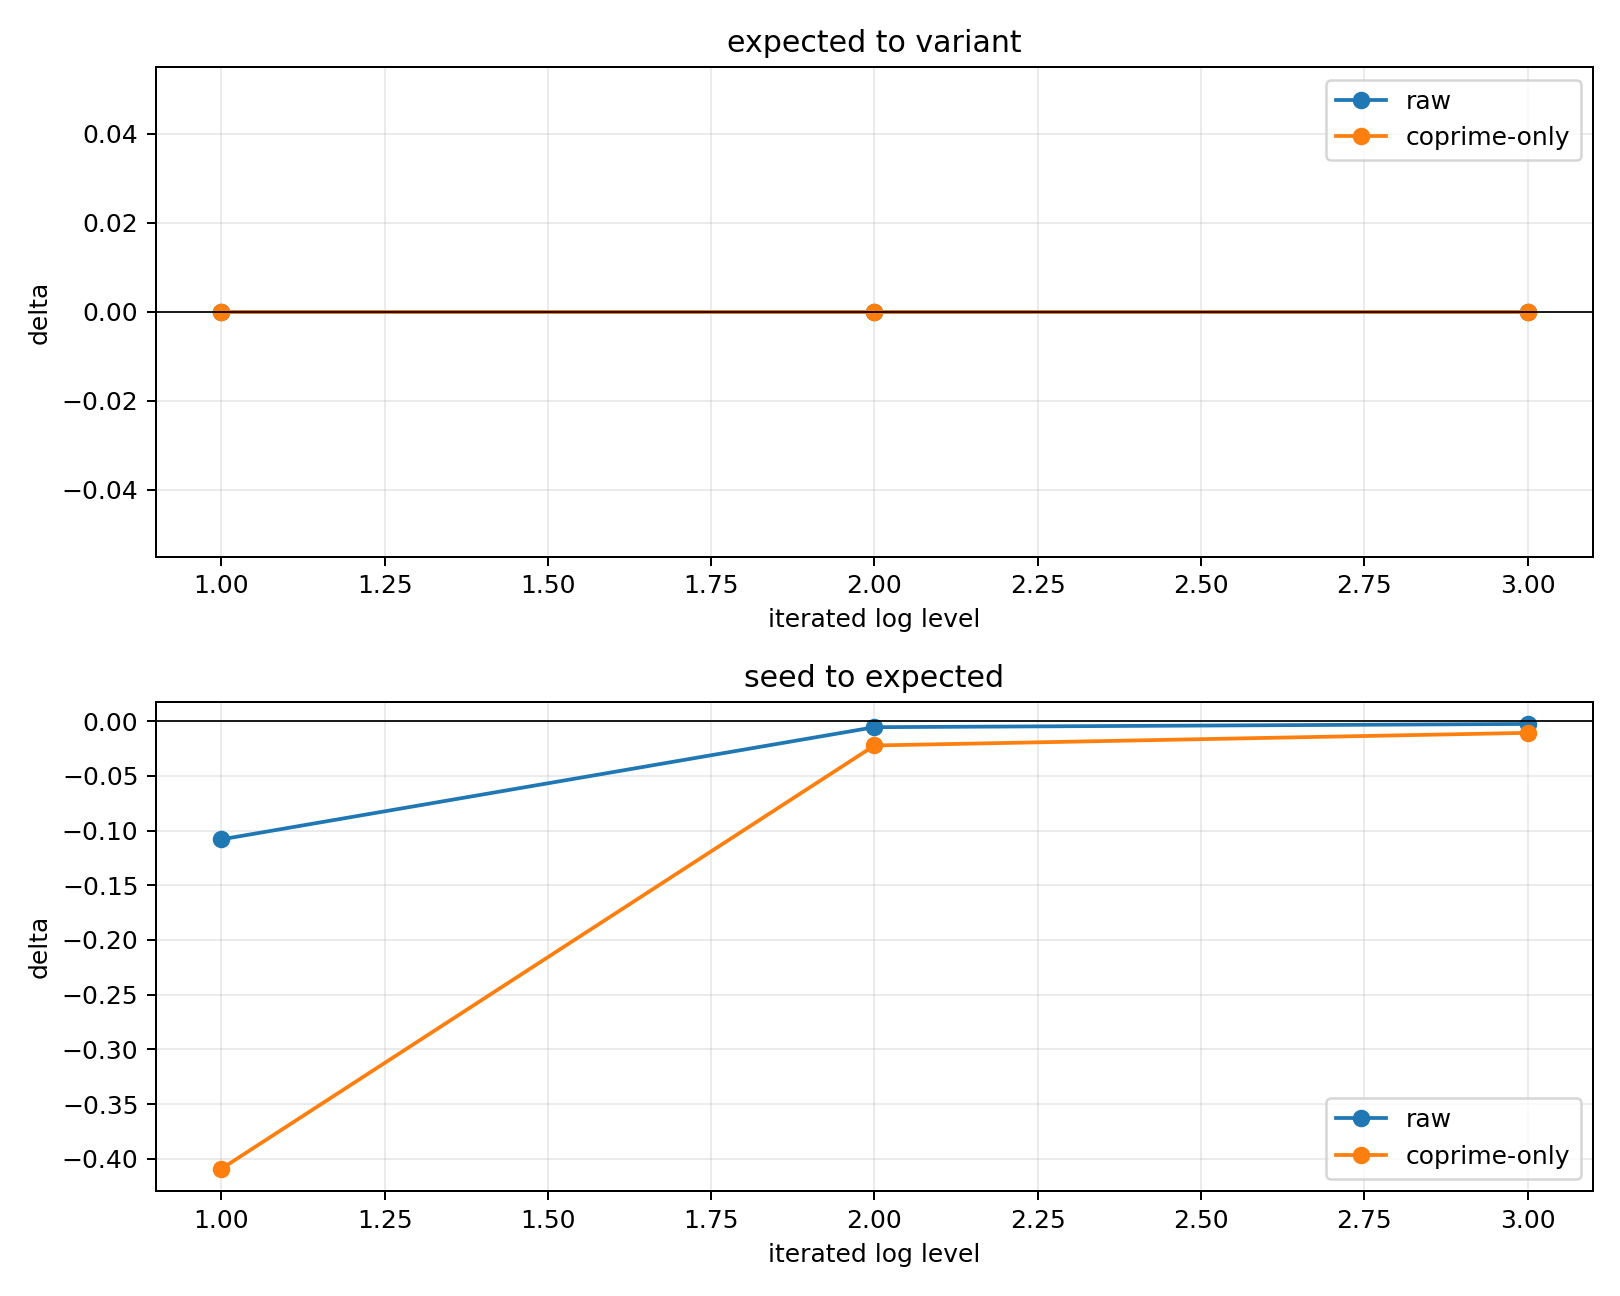 expected to variant
raw
coprime-only
0.04
0.02
0.00
−0.02
−0.04
delta
1.00 1.25 1.50 1.75 2.00 2.25 2.50 2.75 3.00
iterated log level
seed to expected
0.00
−0.05
−0.10
−0.15
−0.20
−0.25
−0.30
−0.35
−0.40
delta
raw
coprime-only
1.00 1.25 1.50 1.75 2.00 2.25 2.50 2.75 3.00
iterated log level